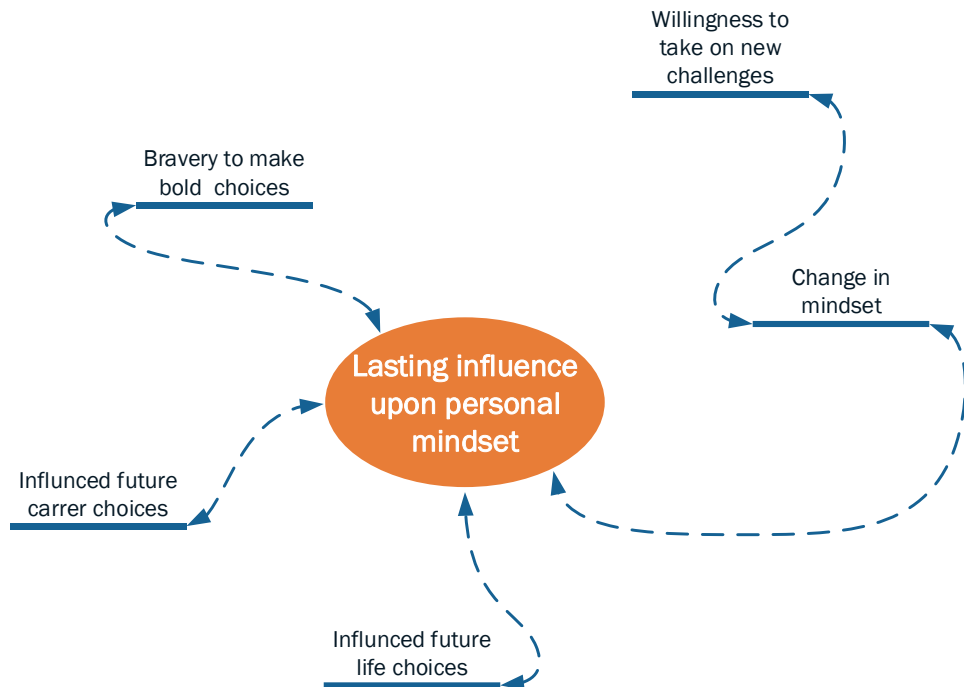 Willingness to
take on new
challenges
Bravery to make
bold  choices
Change in
mindset
Lasting influence
upon personal
mindset
Influnced future
carrer choices
Influnced future
life choices